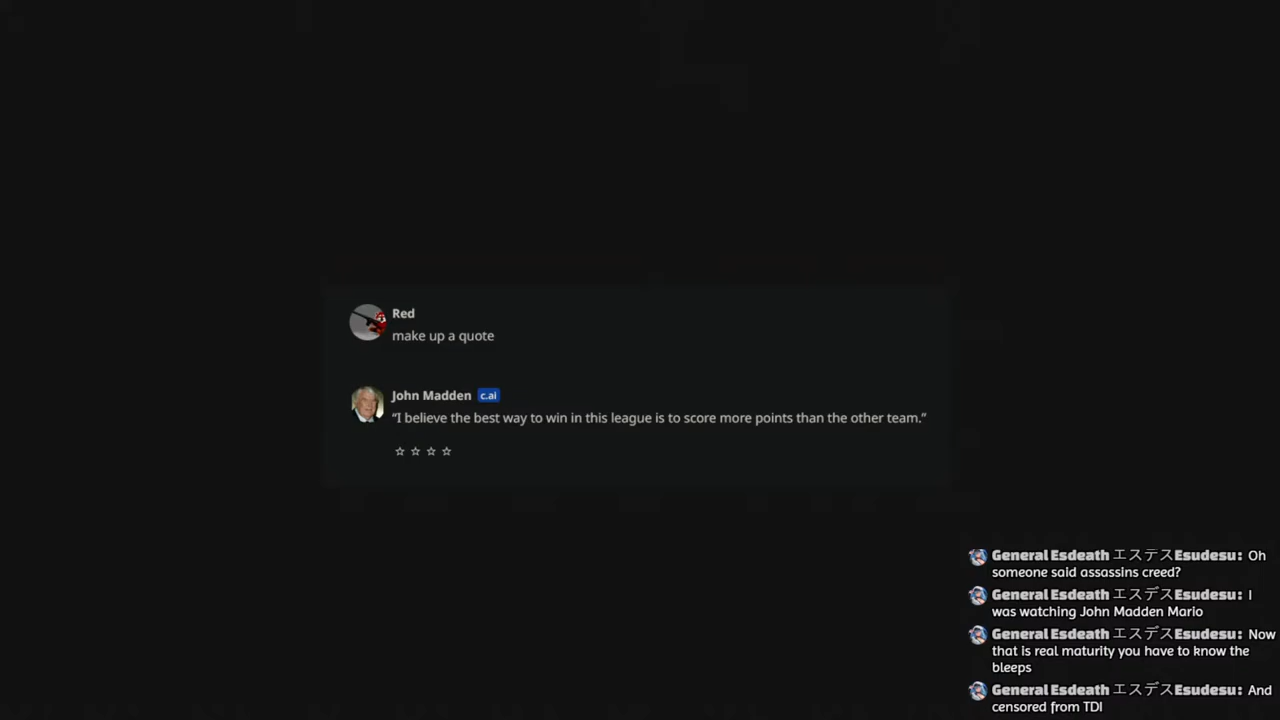 Red
make up a quote
John Madden c.ai
“I believe the best way to win in this league is to score more points than the other team.”
General Esdeath エスデスEsudesu: Oh
someone said assassins creed?
General Esdeath エスデスEsudesu: I
was watching John Madden Mario
General Esdeath エスデスEsudesu: Now
that is real maturity you have to know the
bleeps
General Esdeath エスデスEsudesu: And
censored from TDI